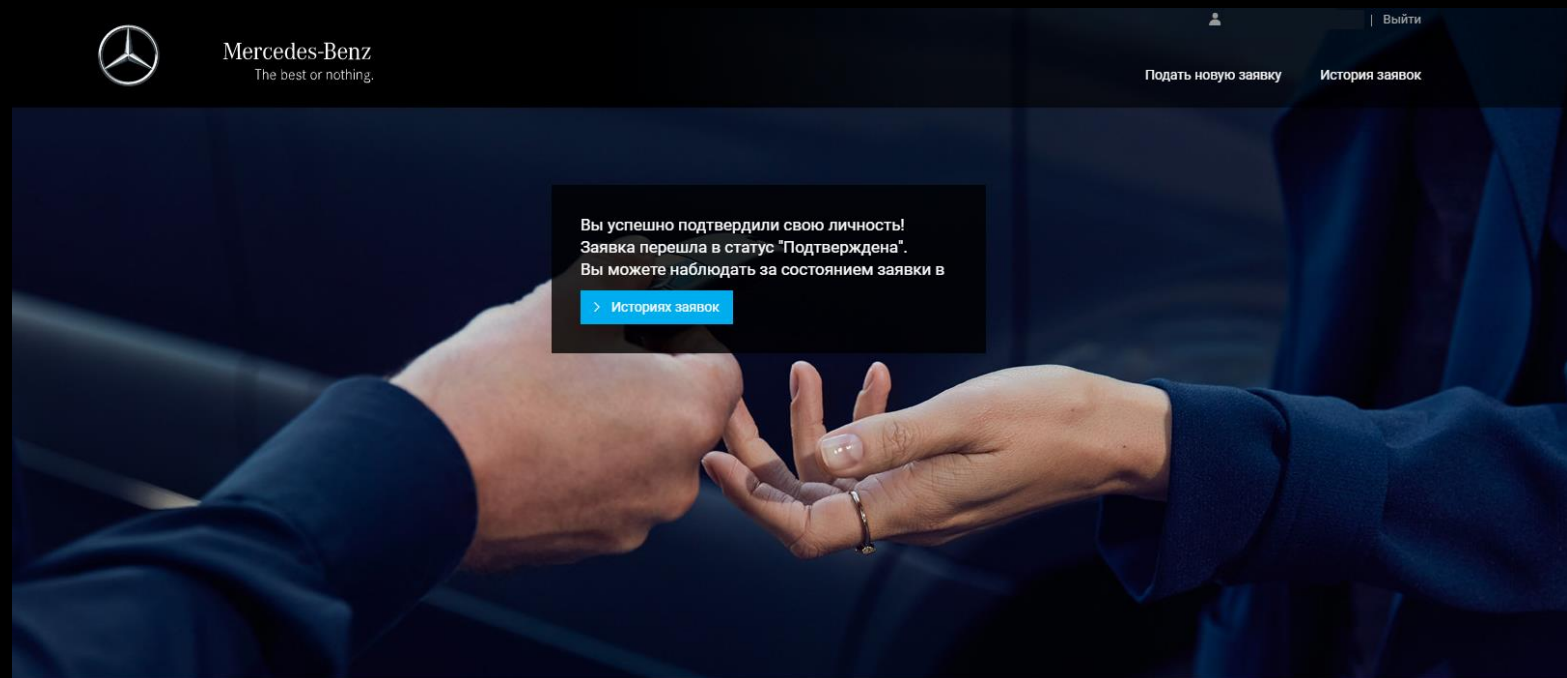 Выйти
Mercedes-Benz
The best or nothing.
Подать новую заявку
История заявок
Вы успешно подтвердили свою личность!
Заявка перешла в статус "Подтверждена".
Вы можете наблюдать за состоянием заявки в
Историях заявок